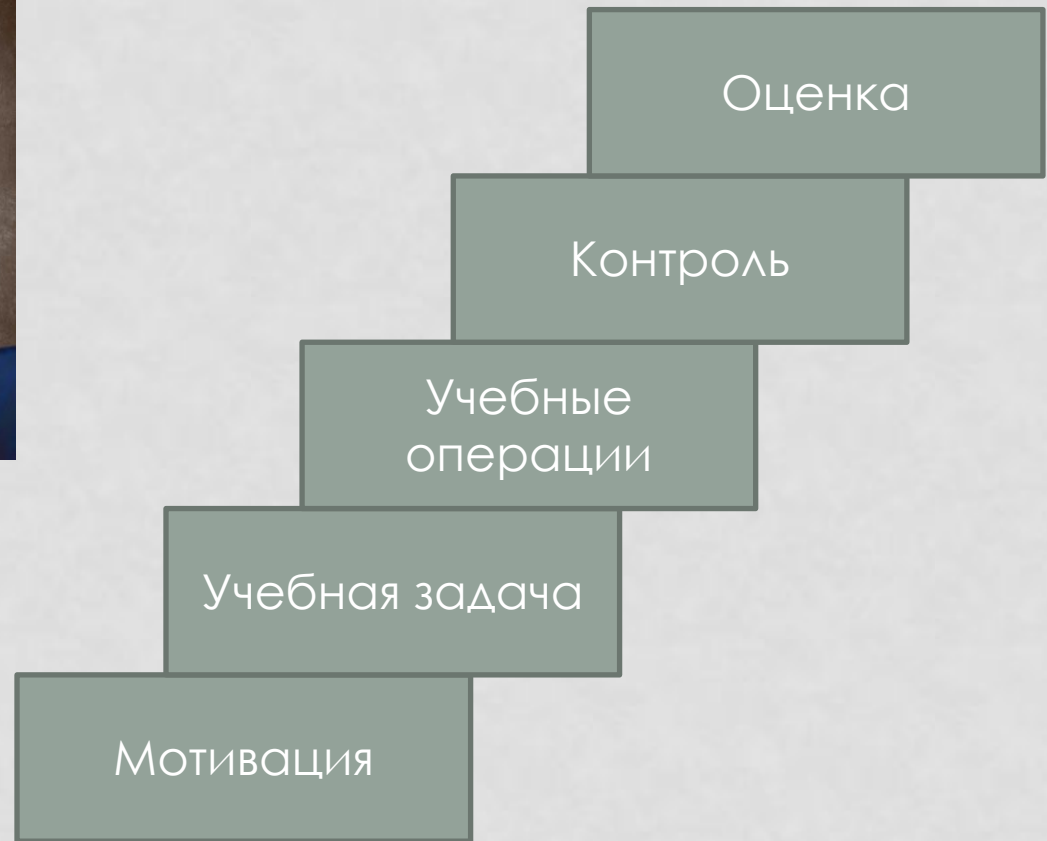 Оценка
Контроль
Учебные
операции
Учебная задача
Мотивация